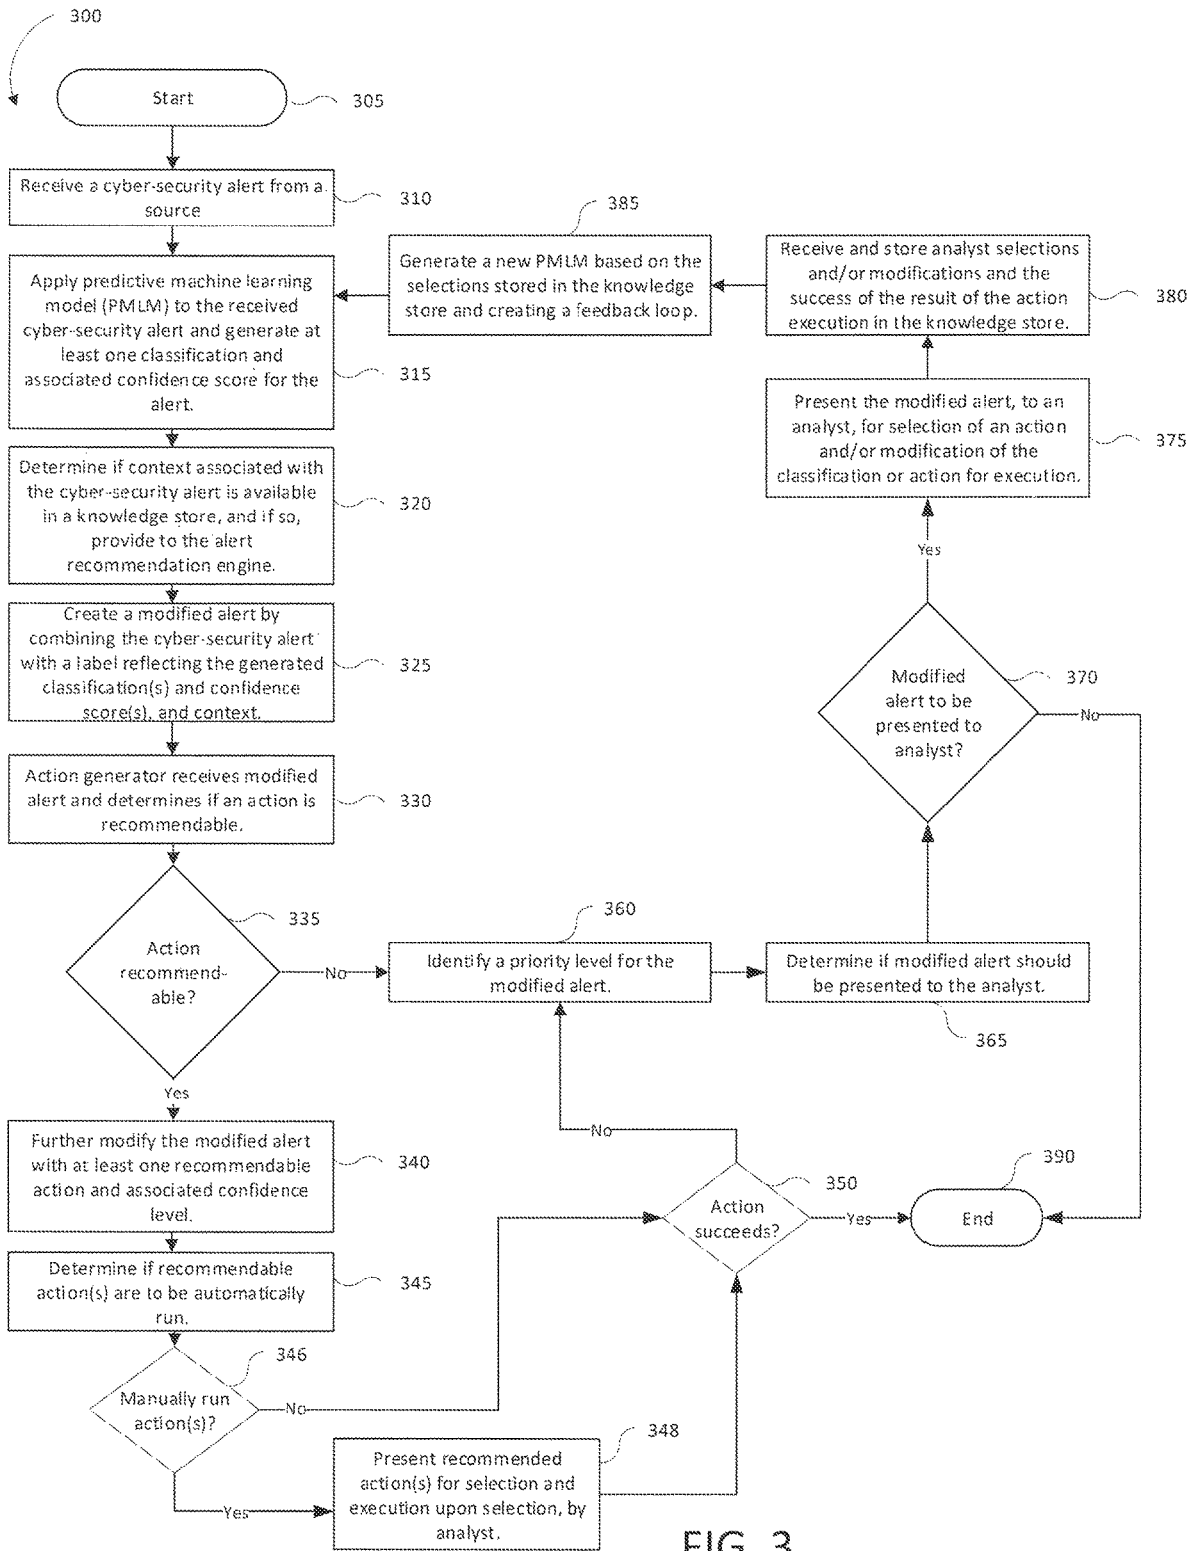 300
Start
305
Receive a cyber-security alert from a
source
310
Apply predictive machine learning
model (PMLM) to the received
cyber-security alert and generate at
least one classification and
associated confidence score for the
alert.
315
Determine if context associated with
the cyber-security alert is available
in a knowledge store, and if so,
provide to the alert
recommendation engine.
320
Create a modified alert by
combining the cyber-security alert
with a label reflecting the generated
classification(s) and confidence
score(s), and context.
325
Action generator receives modified
alert and determines if an action is
recommendable.
330
Action
recommend-
able?
335
No
Yes
Further modify the modified alert
with at least one recommendable
action and associated confidence
level.
340
Determine if recommendable
action(s) are to be automatically
run.
345
Manually run
action(s)?
346
No
Yes
Present recommended
action(s) for selection and
execution upon selection, by
analyst.
348
Action
succeeds?
350
No
Yes
End
390
Identify a priority level for the
modified alert.
360
Determine if modified alert should
be presented to the analyst.
365
Modified
alert to be
presented to
analyst?
370
No
Yes
Present the modified alert, to an
analyst, for selection of an action
and/or modification of the
classification or action for execution.
375
Receive and store analyst selections
and/or modifications and the
success of the result of the action
execution in the knowledge store.
380
Generate a new PMLM based on the
selections stored in the knowledge
store and creating a feedback loop.
385
FIG. 3